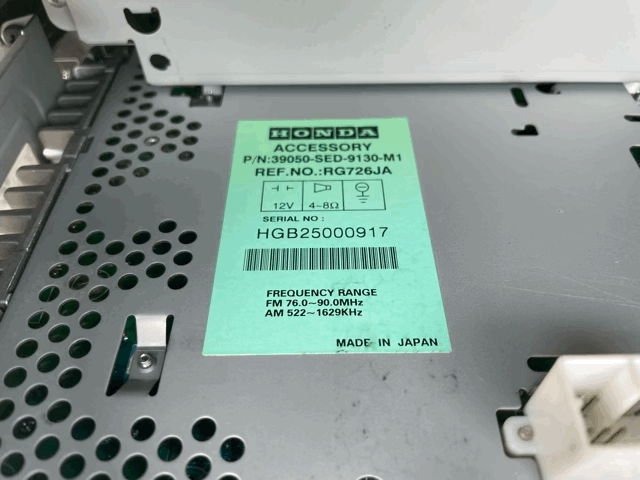 HONDA
ACCESSORY
P/N:39050-SED-9130-M1
REF.NO.:RG726JA
12V 4~8Ω
SERIAL NO :
HGB25000917
FREQUENCY RANGE
FM 76.0~90.0MHz
AM 522~1629KHz
MADE IN JAPAN